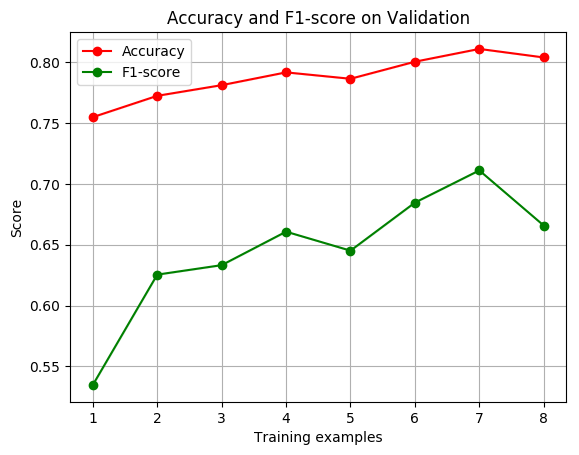 Accuracy and F1-score on Validation
Accuracy
F1-score
0.80
0.75
0.70
0.65
0.60
0.55
Score
1 2 3 4 5 6 7 8
Training examples